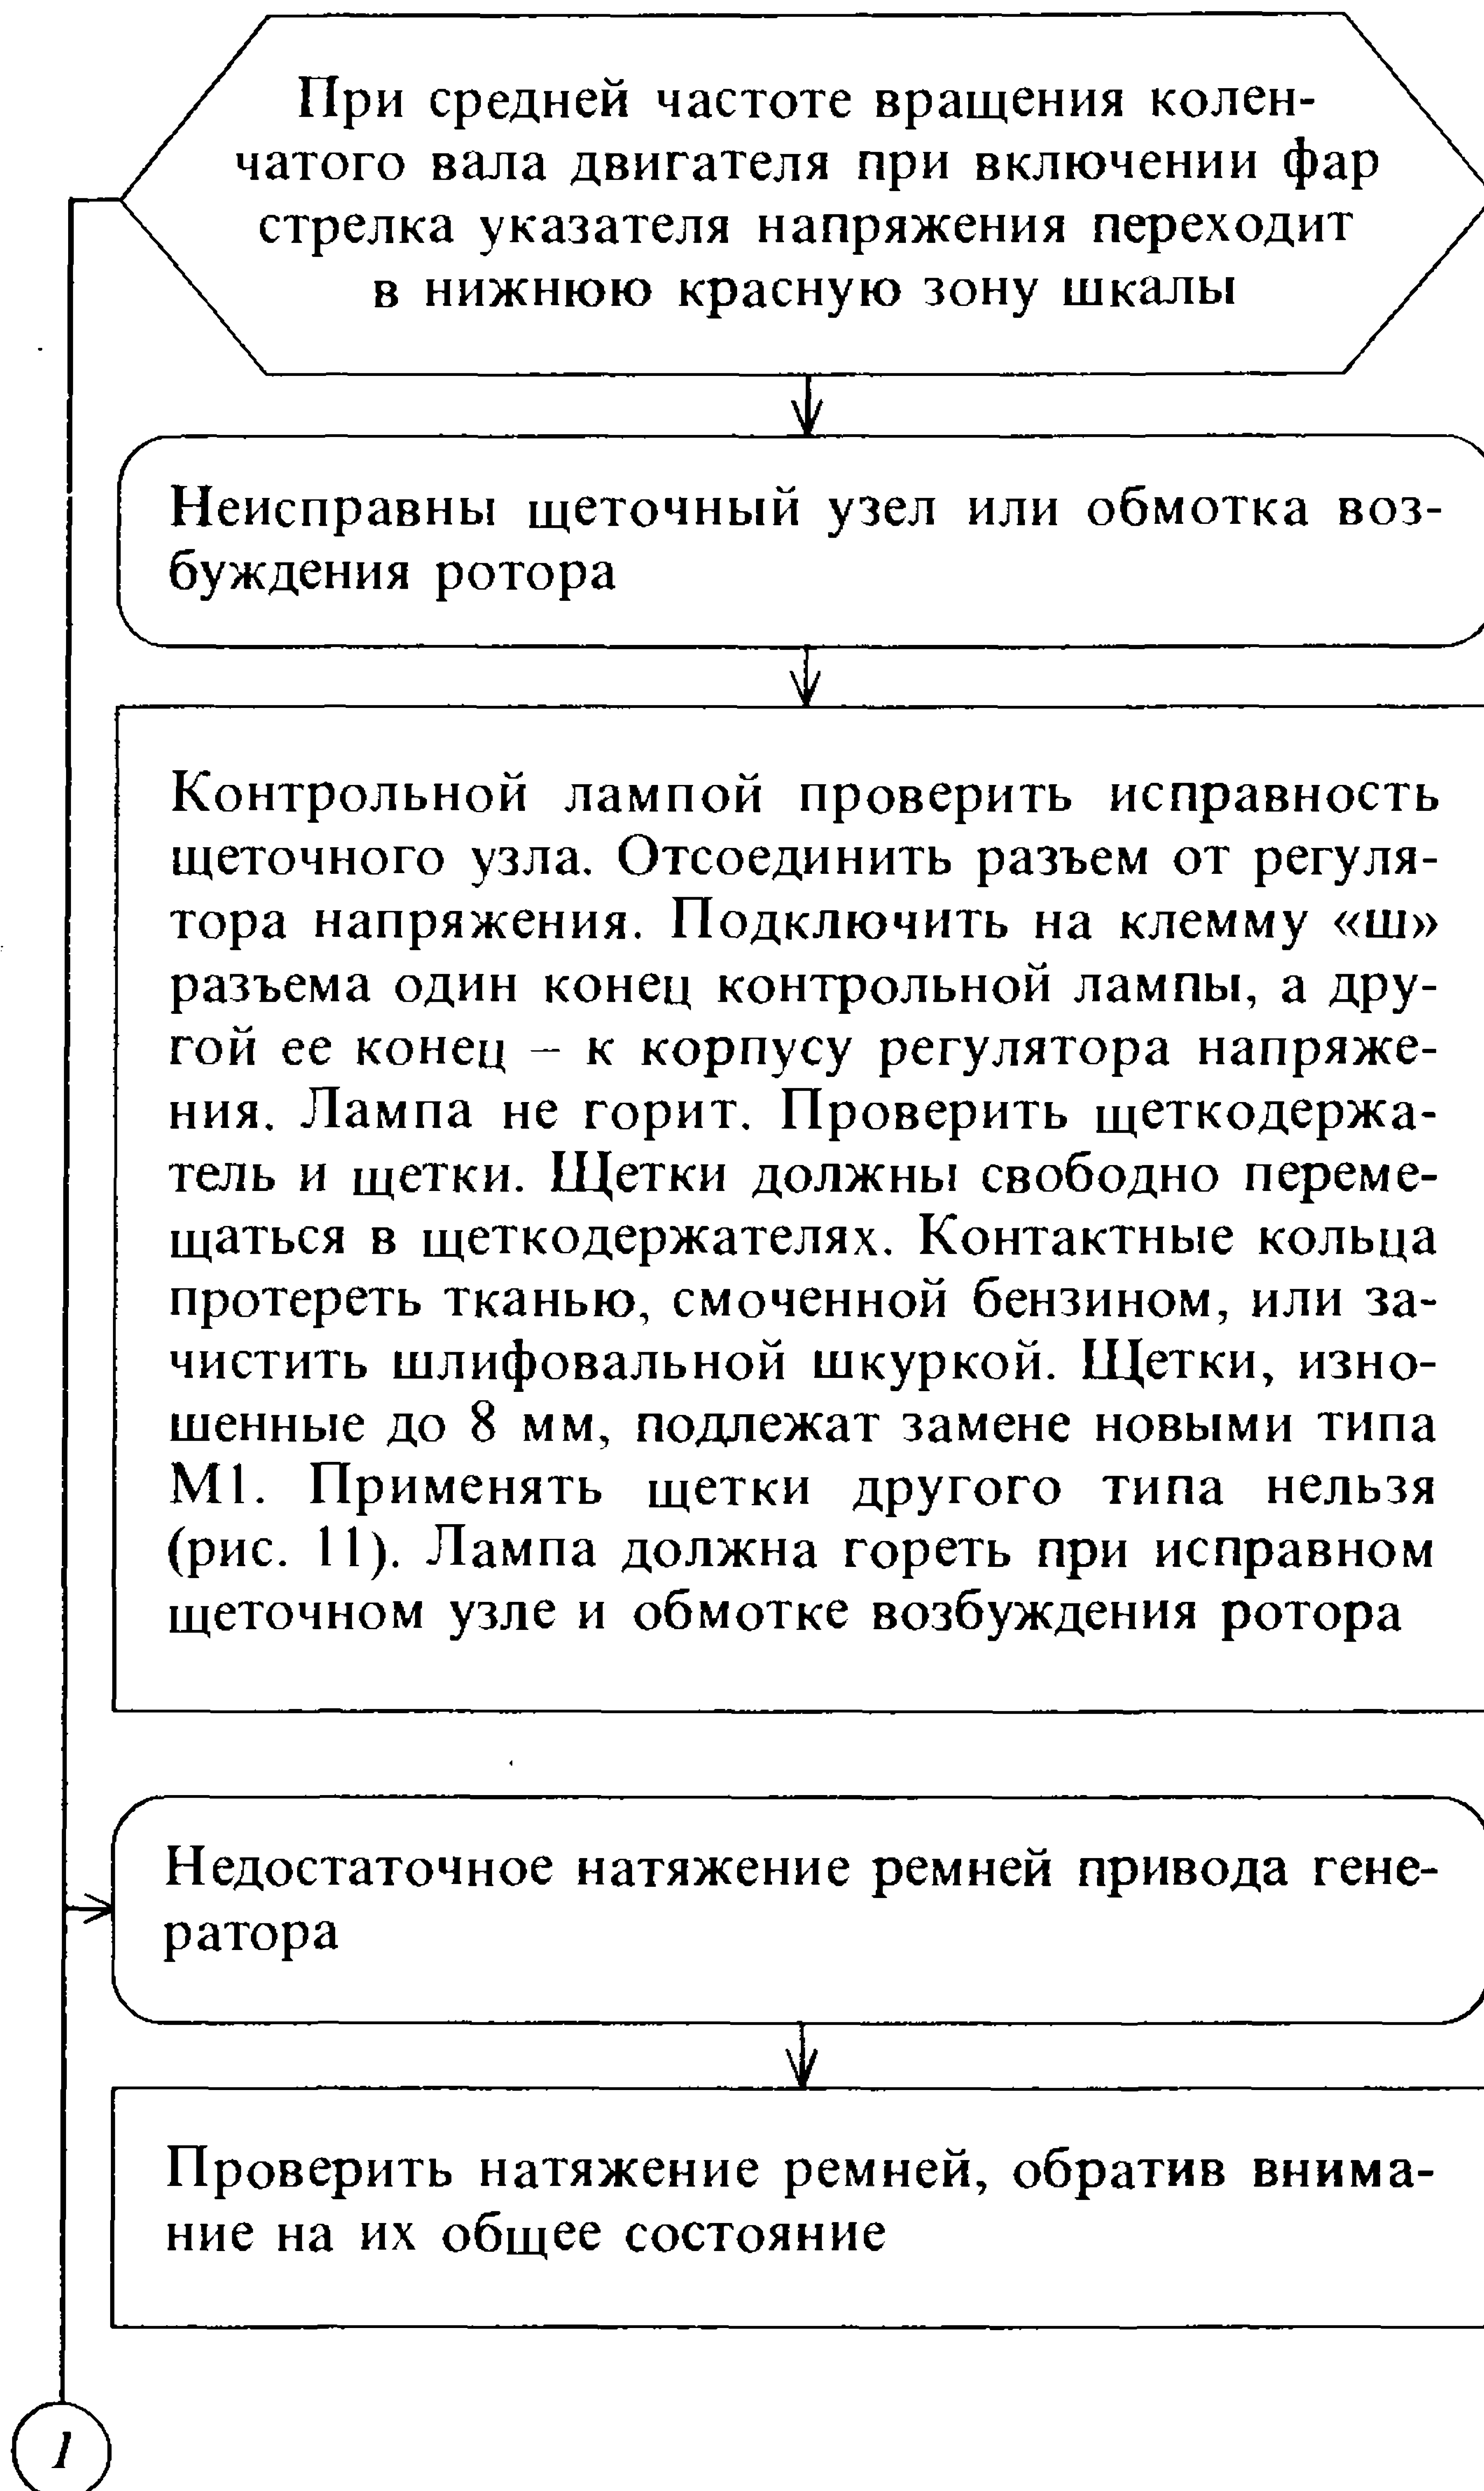 При средней частоте вращения колен-
чатого вала двигателя при включении фар
стрелка указателя напряжения переходит
в нижнюю красную зону шкалы
Неисправны щеточный узел или обмотка воз-
буждения ротора
Контрольной лампой проверить исправность
щеточного узла. Отсоединить разъем от регуля-
тора напряжения. Подключить на клемму «ш»
разъема один конец контрольной лампы, а дру-
гой ее конец – к корпусу регулятора напряже-
ния. Лампа не горит. Проверить щеткодержа-
тель и щетки. Щетки должны свободно переме-
щаться в щеткодержателях. Контактные кольца
протереть тканью, смоченной бензином, или за-
чистить шлифовальной шкуркой. Щетки, изно-
шенные до 8 мм, подлежат замене новыми типа
М1. Применять щетки другого типа нельзя
(рис. 11). Лампа должна гореть при исправном
щеточном узле и обмотке возбуждения ротора
Недостаточное натяжение ремней привода гене-
ратора
Проверить натяжение ремней, обратив внима-
ние на их общее состояние
1